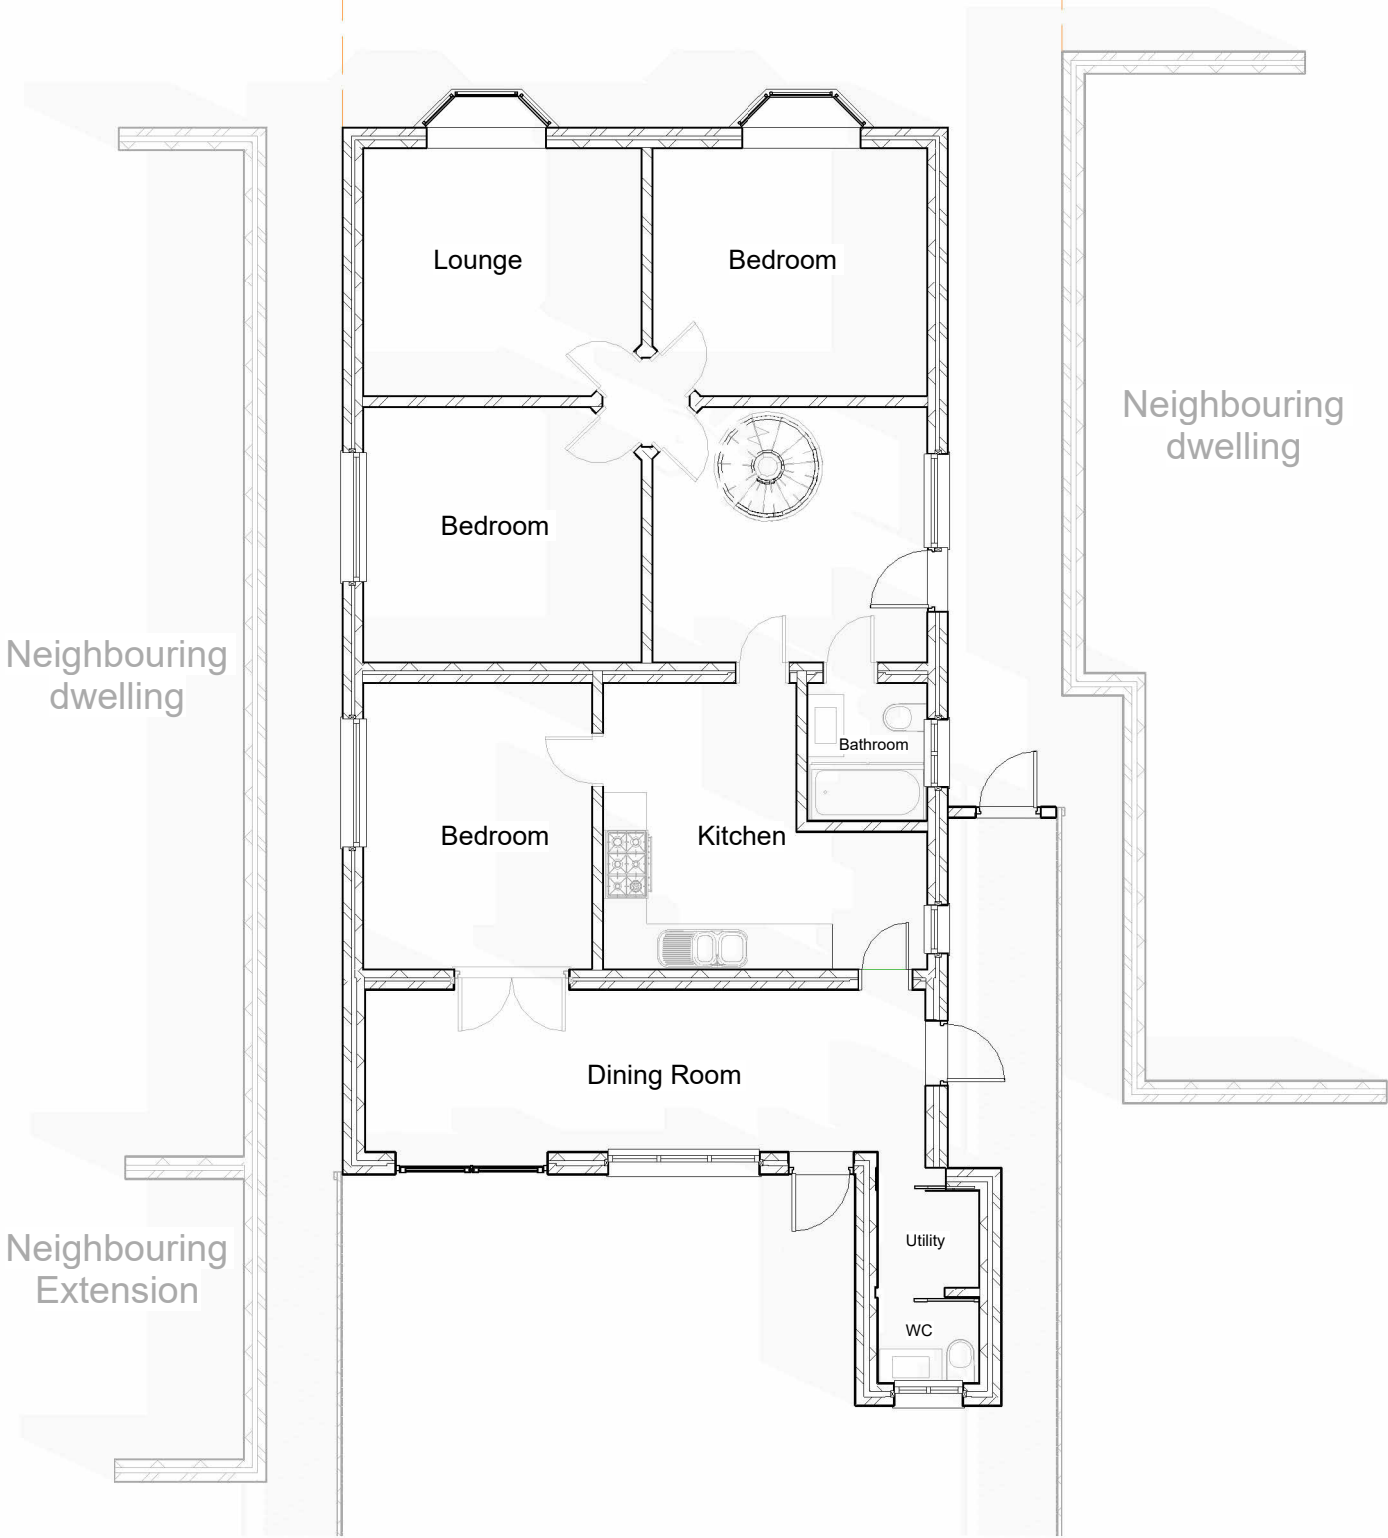 Lounge
Bedroom
Neighbouring
dwelling
Bedroom
Neighbouring
dwelling
Bathroom
Bedroom
Kitchen
Dining Room
Neighbouring
Extension
Utility
WC